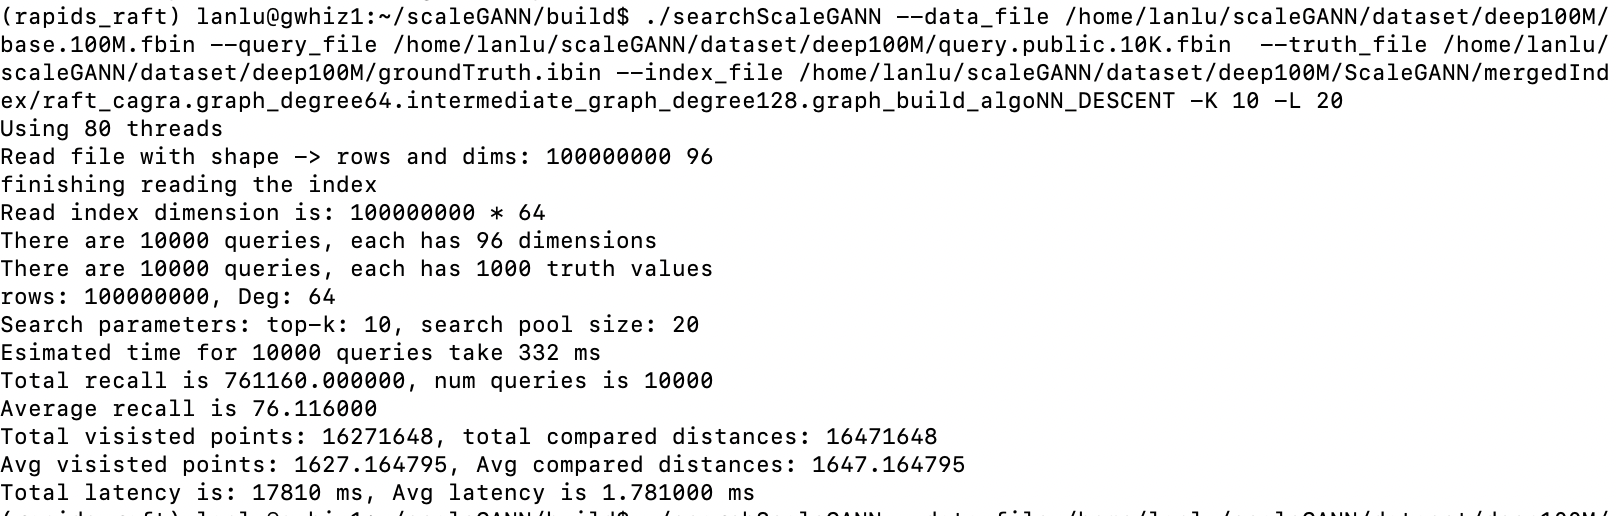 (rapids_raft) lanlu@gwhiz1:~/scaleGANN/build$ ./searchScaleGANN --data_file /home/lanlu/scaleGANN/dataset/deep100M/
base.100M.fbin --query_file /home/lanlu/scaleGANN/dataset/deep100M/query.public.10K.fbin  --truth_file /home/lanlu/
scaleGANN/dataset/deep100M/groundTruth.ibin --index_file /home/lanlu/scaleGANN/dataset/deep100M/ScaleGANN/mergedInd
ex/raft_cagra.graph_degree64.intermediate_graph_degree128.graph_build_algoNN_DESCENT -K 10 -L 20
Using 80 threads
Read file with shape -> rows and dims: 100000000 96
finishing reading the index
Read index dimension is: 100000000 * 64
There are 10000 queries, each has 96 dimensions
There are 10000 queries, each has 1000 truth values
rows: 100000000, Deg: 64
Search parameters: top-k: 10, search pool size: 20
Esimated time for 10000 queries take 332 ms
Total recall is 761160.000000, num queries is 10000
Average recall is 76.116000
Total visisted points: 16271648, total compared distances: 16471648
Avg visisted points: 1627.164795, Avg compared distances: 1647.164795
Total latency is: 17810 ms, Avg latency is 1.781000 ms